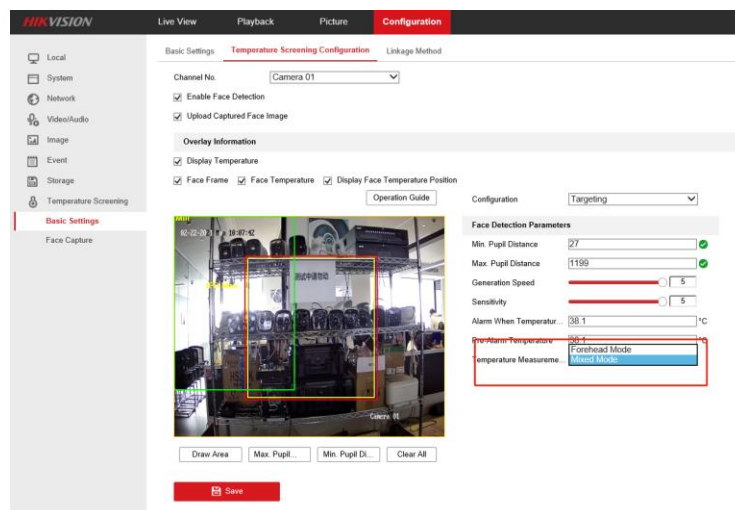 HIKVISION
Live View Playback Picture Configuration
Local
System
Network
Video/Audio
Image
Event
Storage
Temperature Screening
Basic Settings
Face Capture
Basic Settings Temperature Screening Configuration Linkage Method
Channel No. Camera 01
Enable Face Detection
Upload Captured Face Image
Overlay Information
Display Temperature
Face Frame Face Temperature Display Face Temperature Position
Operation Guide
Configuration Targeting
Face Detection Parameters
Min. Pupil Distance 27
Max. Pupil Distance 1199
Generation Speed 5
Sensitivity 5
Alarm When Temperatur... 38.1 °C
Pre-Alarm Temperature 38.1 °C
Forehead Mode
Temperature Measureme... Mixed Mode
Camera 01
Draw Area Max. Pupil... Min. Pupil Di... Clear All
Save